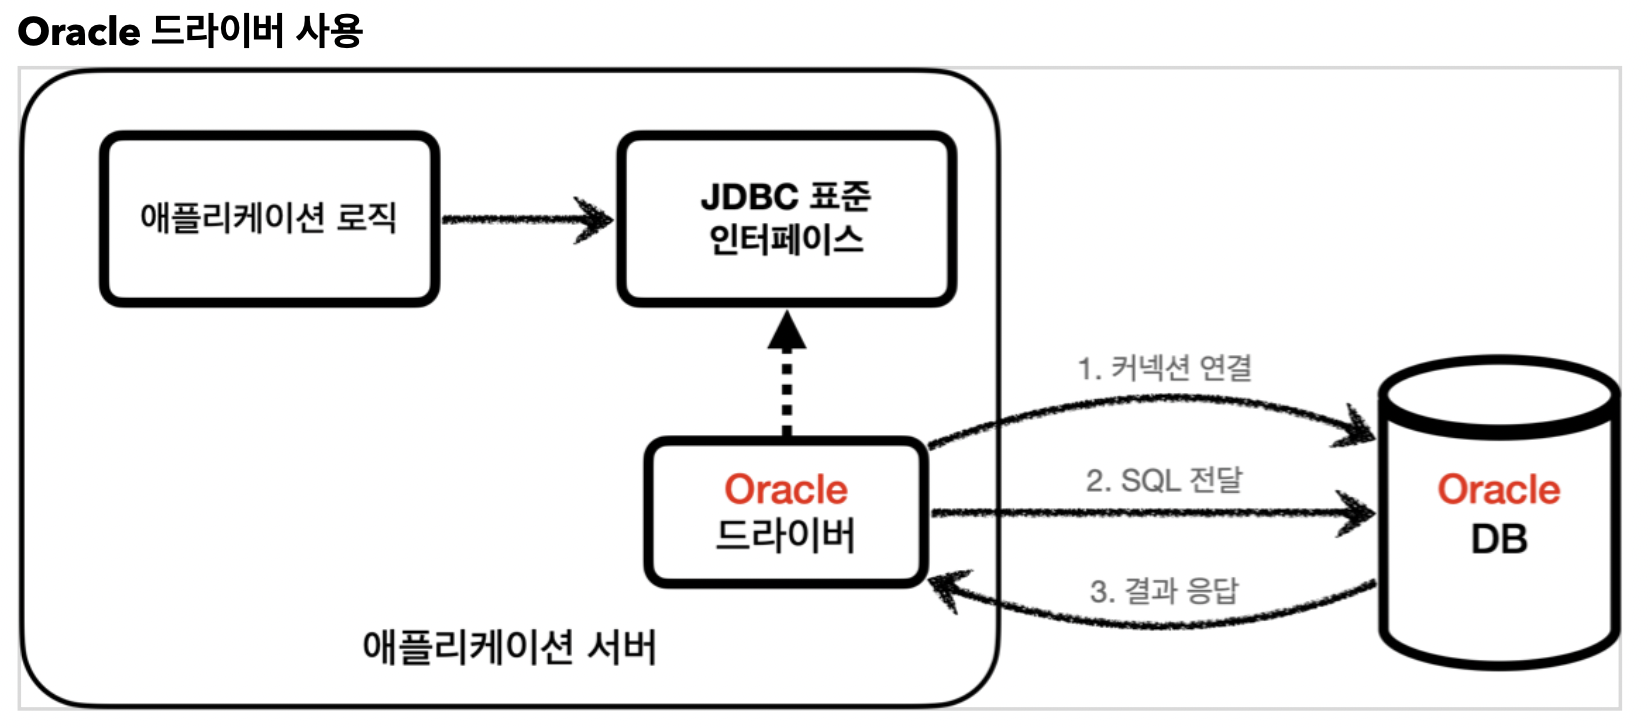 Oracle 드라이버 사용
애플리케이션 로직
JDBC 표준
인터페이스
1. 커넥션 연결
Oracle
드라이버
2. SQL 전달
Oracle
DB
3. 결과 응답
애플리케이션 서버